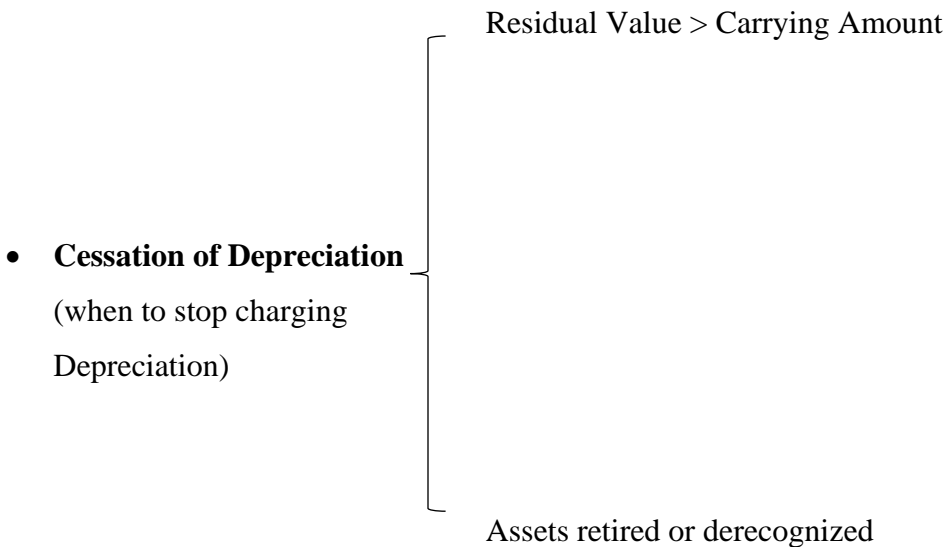 Residual Value > Carrying Amount
• Cessation of Depreciation
(when to stop charging
Depreciation)
Assets retired or derecognized